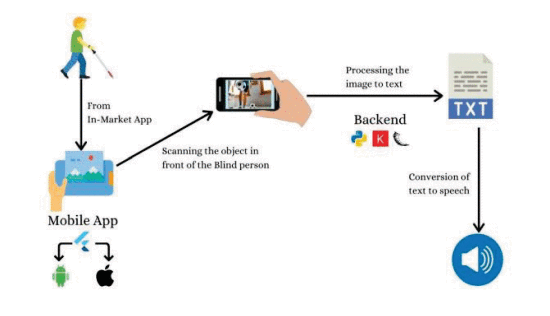 From
In-Market App
Mobile App
Scanning the object in
front of the Blind person
Processing the
image to text
Backend
K
TXT
Conversion of
text to speech